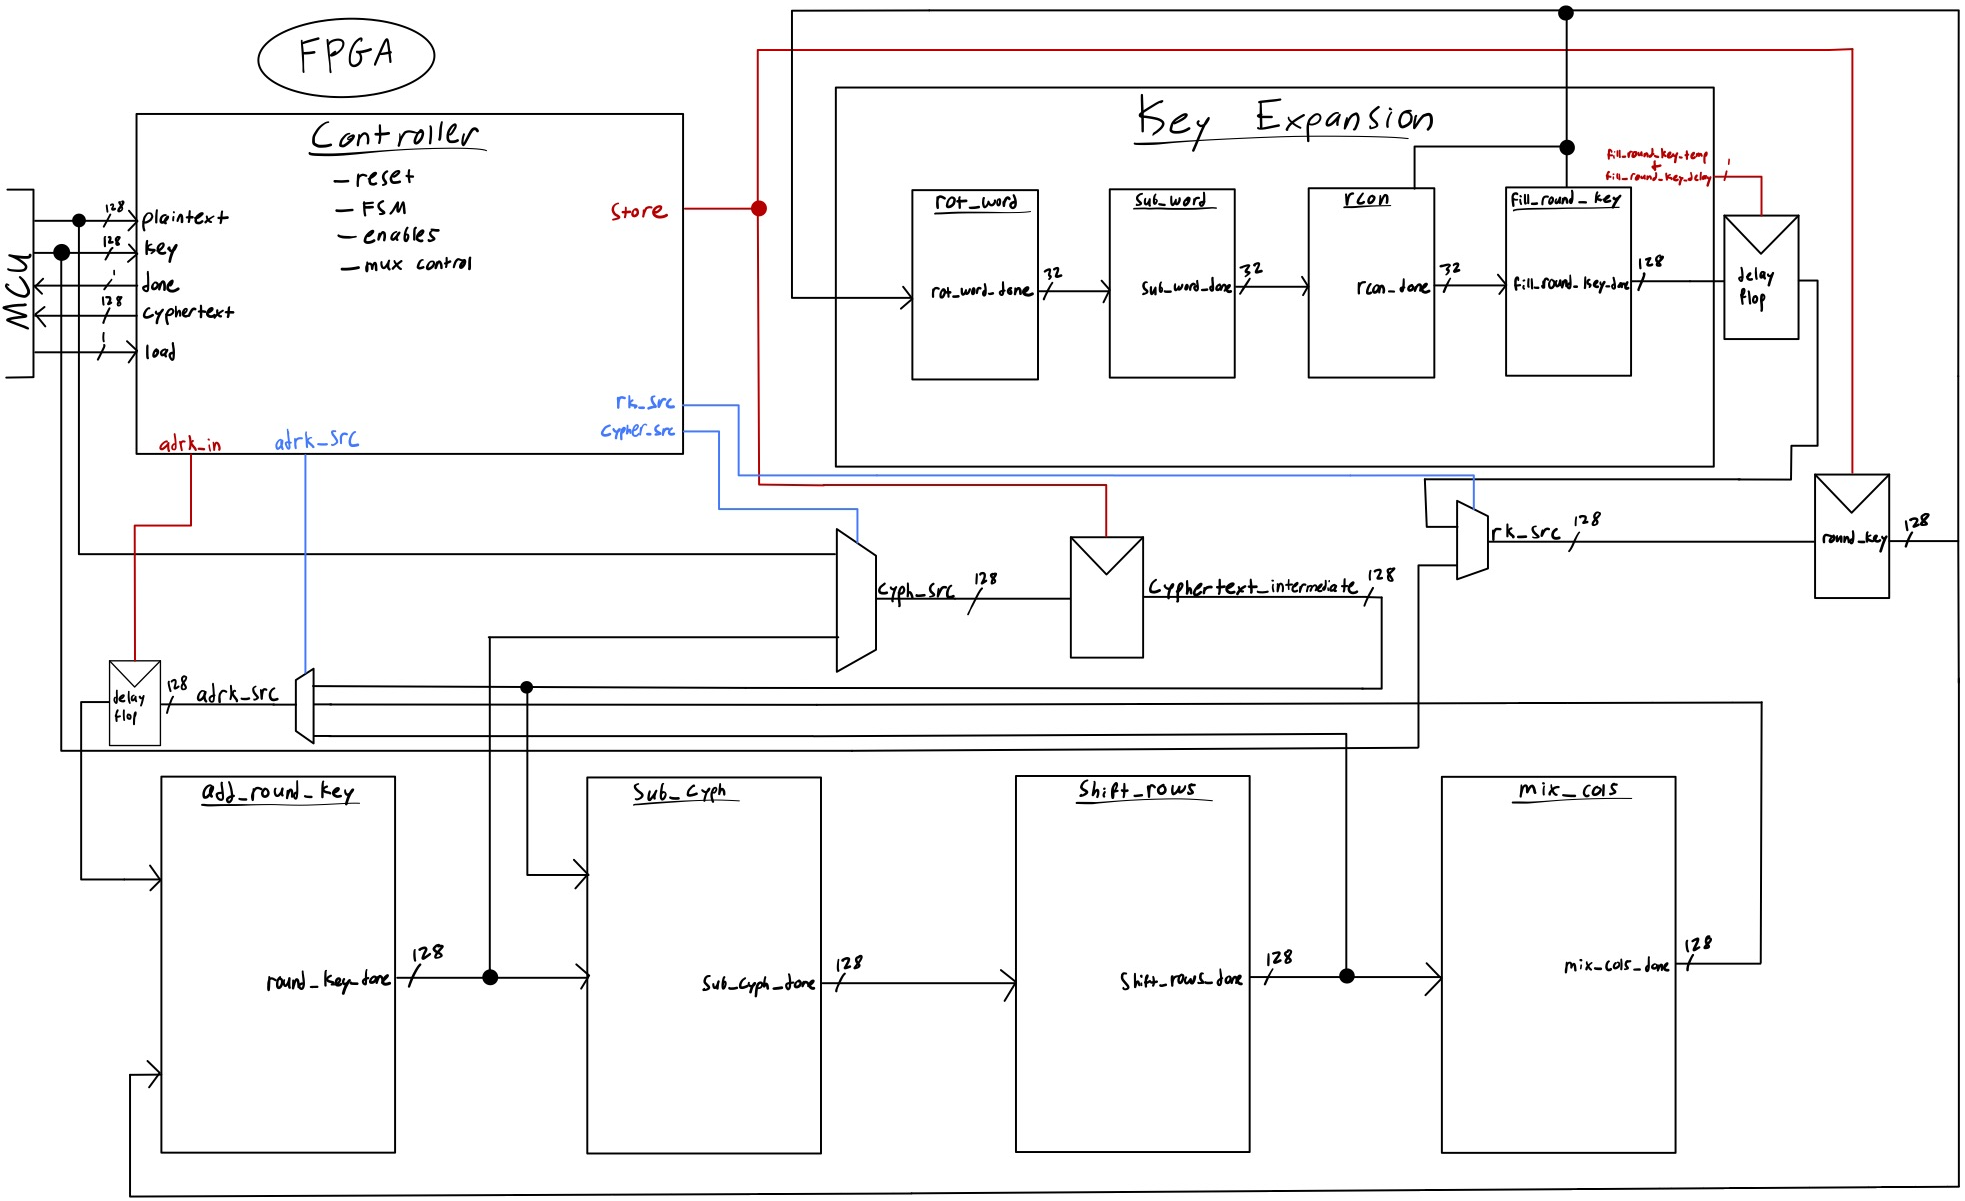 FPGA
Controller
- reset
- FSM
- enables
- mux control
MCU
128
plaintext
128
key
1
done
128
cyphertext
1
load
Store
rk_src
cypher_src
adrk_in
adrk_src
Key Expansion
rot_word
rot_word_done
32
sub_word
sub_word_done
32
rcon
rcon_done
32
fill_round_key
fill_round_key_done
128
fill_round_key_temp
+
fill_round_key_delay
1
delay
flop
rk_src
128
round_key
128
cyph_src
128
Cyphertext_intermediate
128
delay
flop
128
adrk_src
add_round_key
round_key_done
128
Sub_Cyph
Sub_Cyph_done
128
Shift_rows
Shift_rows_done
128
mix_cols
mix_cols_done
128